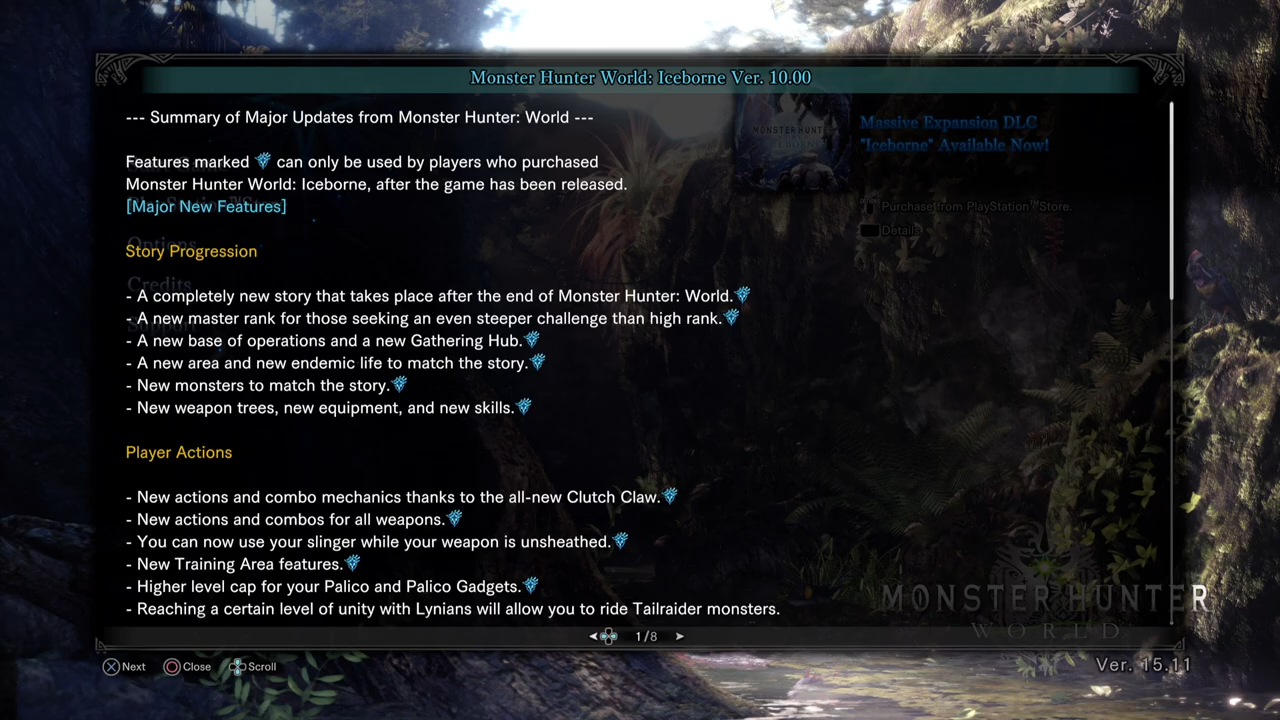 Monster Hunter World: Iceborne Ver. 10.00
--- Summary of Major Updates from Monster Hunter: World ---
Features marked can only be used by players who purchased
Monster Hunter World: Iceborne, after the game has been released.
[Major New Features]
Story Progression
- A completely new story that takes place after the end of Monster Hunter: World.
- A new master rank for those seeking an even steeper challenge than high rank.
- A new base of operations and a new Gathering Hub.
- A new area and new endemic life to match the story.
- New monsters to match the story.
- New weapon trees, new equipment, and new skills.
Player Actions
- New actions and combo mechanics thanks to the all-new Clutch Claw.
- New actions and combos for all weapons.
- You can now use your slinger while your weapon is unsheathed.
- New Training Area features.
- Higher level cap for your Palico and Palico Gadgets.
- Reaching a certain level of unity with Lynians will allow you to ride Tailraider monsters.
Massive Expansion DLC
"Iceborne" Available Now!
Purchase from PlayStation™Store.
Details
Options
Credits
Support
MONSTER HUNTER
MONSTER HUNTER
WORLD
1/8
Next
Close
Scroll
Ver. 15.11